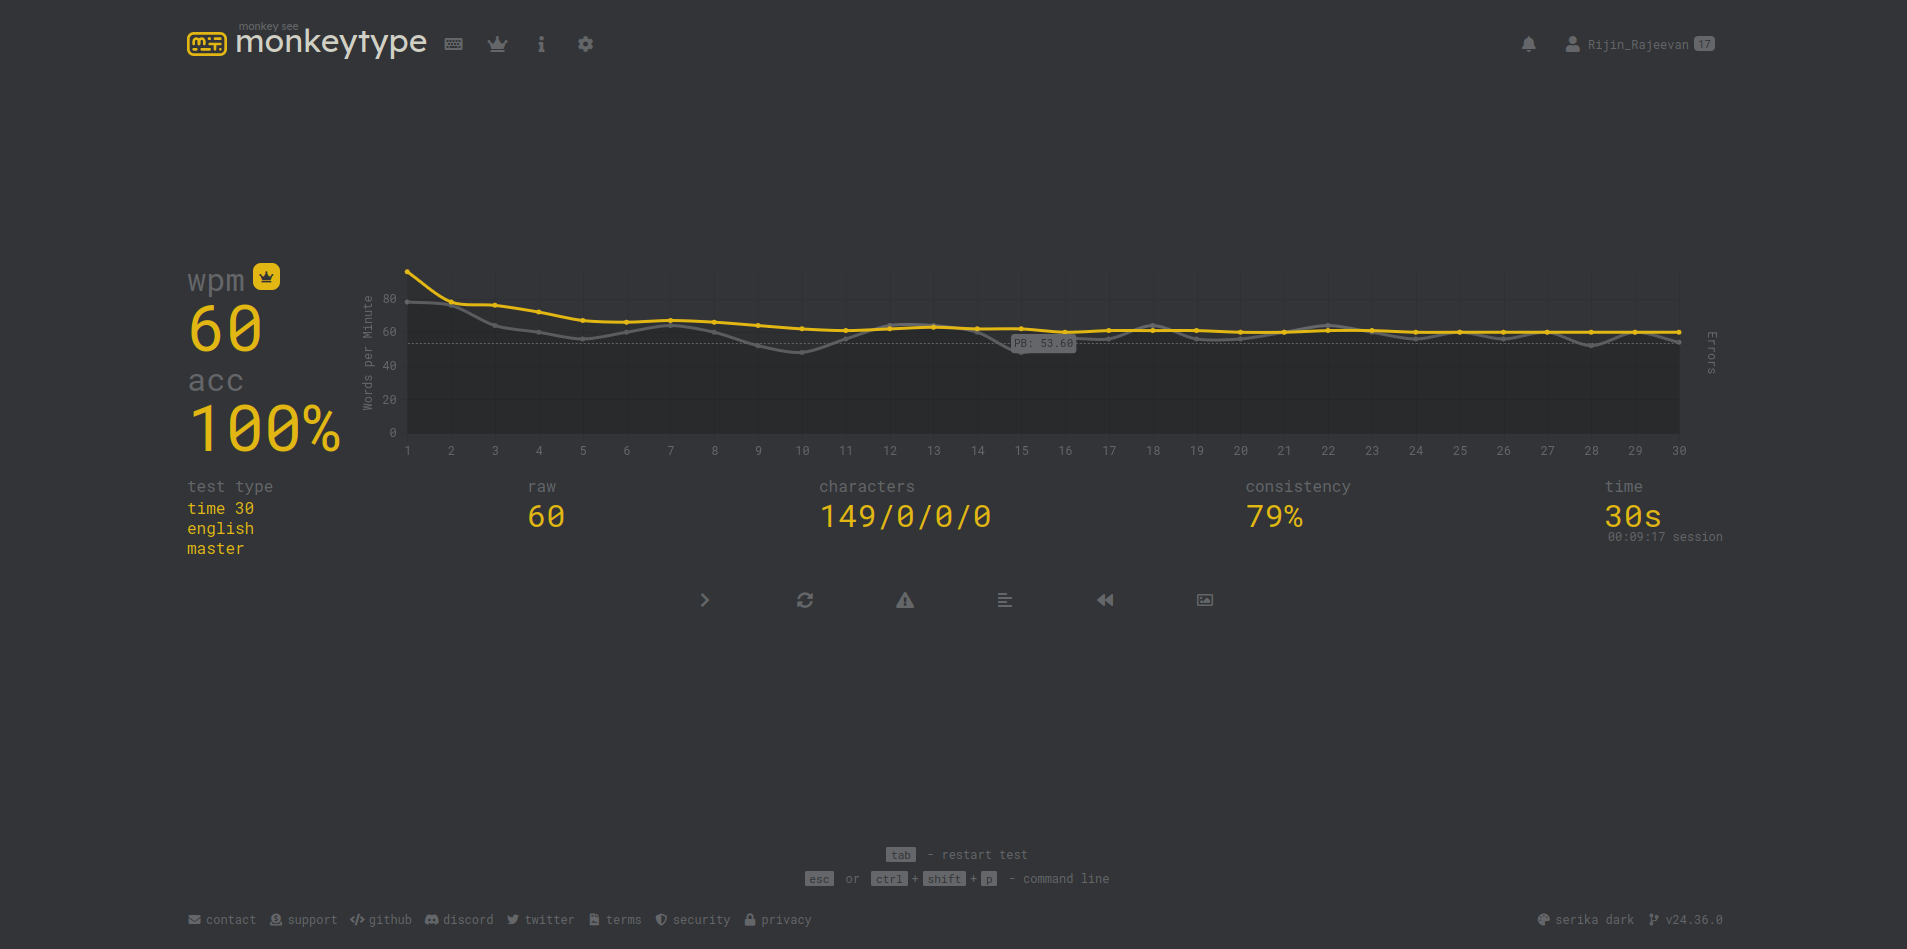 monkey see
monkeytype
Rijin_Rajeevan 17
wpm
60
acc
100%
Words per Minute
80
60
40
20
0
PB: 53.60
Errors
1 2 3 4 5 6 7 8 9 10 11 12 13 14 15 16 17 18 19 20 21 22 23 24 25 26 27 28 29 30
test type
time 30
english
master
raw
60
characters
149/0/0/0
consistency
79%
time
30s
00:09:17 session
tab - restart test
esc or ctrl + shift + p - command line
contact support github discord twitter terms security privacy
serika dark v24.36.0